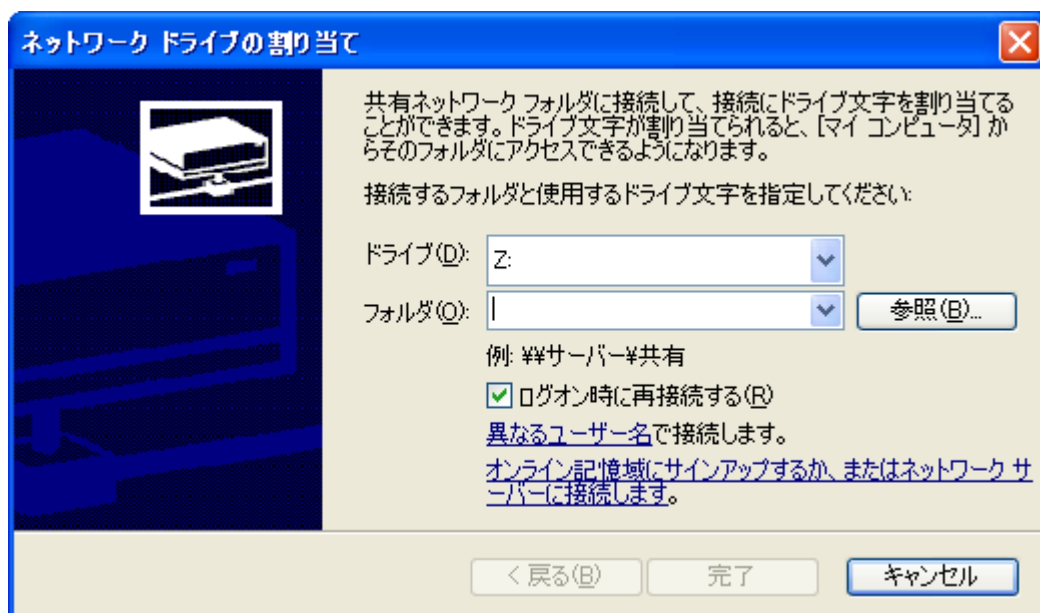 ネットワーク ドライブの割り当て
共有ネットワーク フォルダに接続して、接続にドライブ文字を割り当てる
ことができます。ドライブ文字が割り当てられると、[マイ コンピュータ] か
らそのフォルダにアクセスできるようになります。
接続するフォルダと使用するドライブ文字を指定してください:
ドライブ(D): Z:
フォルダ(O): 参照(B)...
例: ¥¥サーバー¥共有
ログオン時に再接続する(R)
異なるユーザー名で接続します。
オンライン記憶域にサインアップするか、またはネットワーク サ
ーバーに接続します。
< 戻る(B) 完了 キャンセル